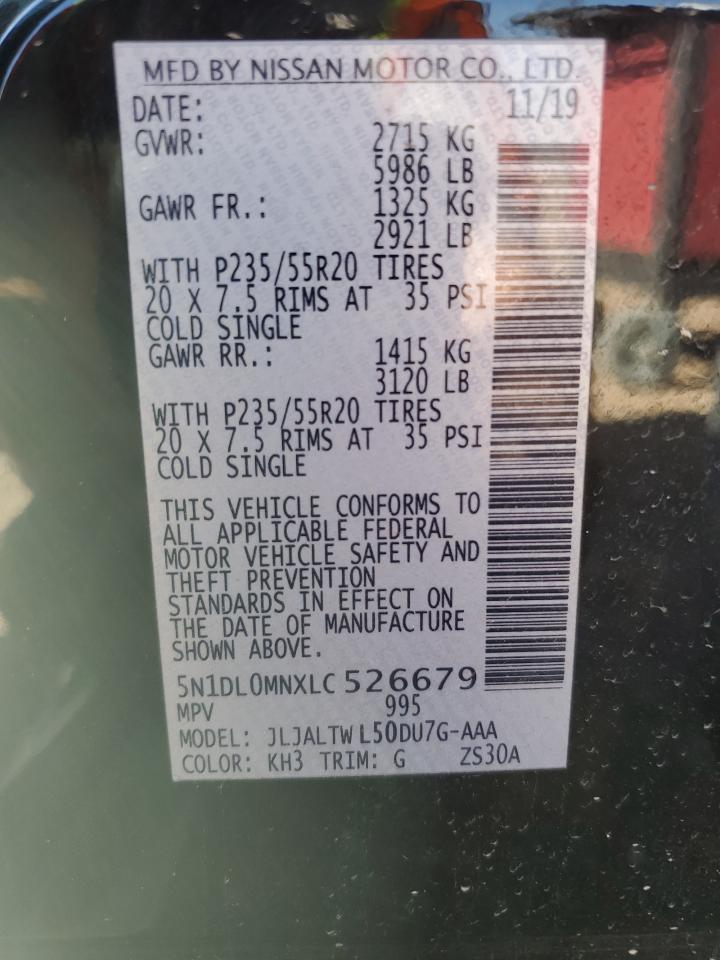 MFD BY NISSAN MOTOR CO., LTD.
DATE: 11/19
GVWR: 2715 KG
5986 LB
GAWR FR.: 1325 KG
2921 LB
WITH P235/55R20 TIRES
20 X 7.5 RIMS AT 35 PSI
COLD SINGLE
GAWR RR.: 1415 KG
3120 LB
WITH P235/55R20 TIRES
20 X 7.5 RIMS AT 35 PSI
COLD SINGLE
THIS VEHICLE CONFORMS TO
ALL APPLICABLE FEDERAL
MOTOR VEHICLE SAFETY AND
THEFT PREVENTION
STANDARDS IN EFFECT ON
THE DATE OF MANUFACTURE
SHOWN ABOVE.
5N1DL0MNXLC 526679
MPV 995
MODEL: JLJALTW L50DU7G-AAA
COLOR: KH3 TRIM: G ZS30A